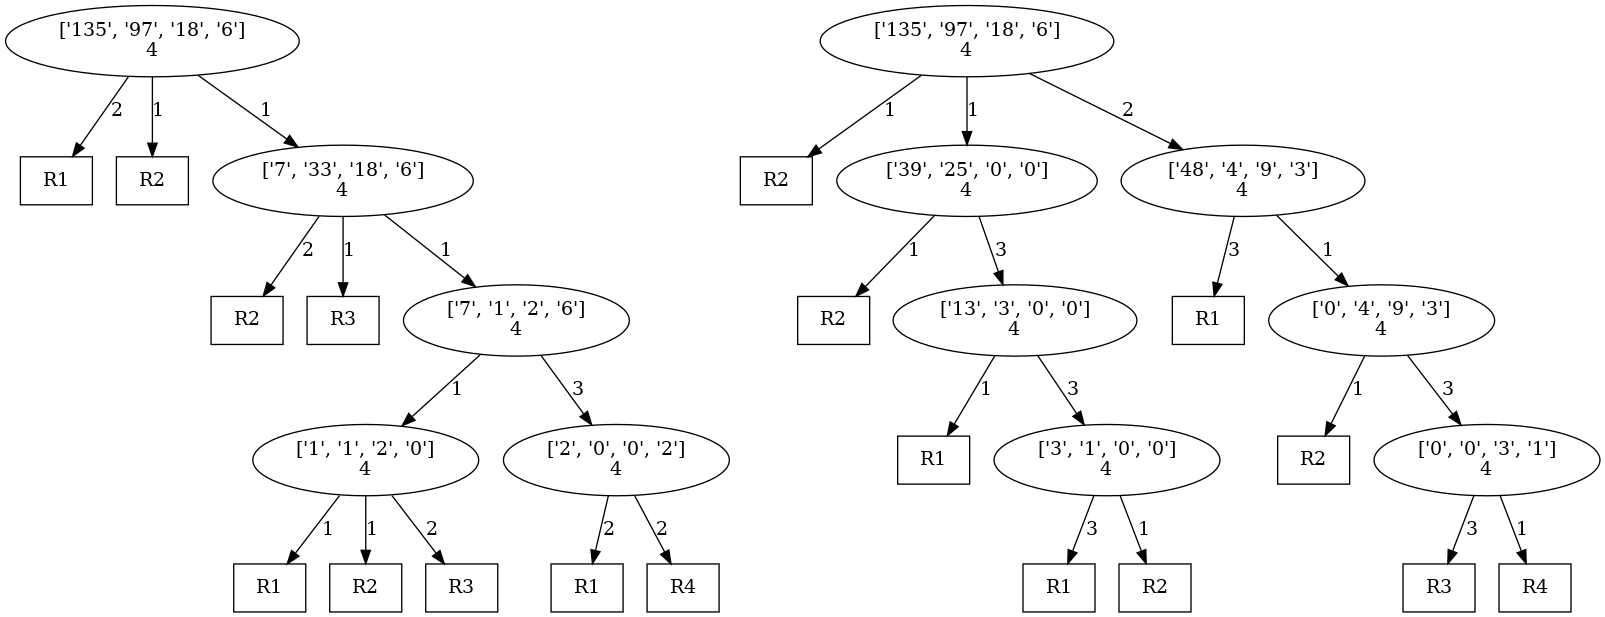 ['135', '97', '18', '6']
4
['135', '97', '18', '6']
4
2
1
1
1
1
2
R1
R2
['7', '33', '18', '6']
4
R2
['39', '25', '0', '0']
4
['48', '4', '9', '3']
4
2
1
1
1
3
3
1
R2
R3
['7', '1', '2', '6']
4
R2
['13', '3', '0', '0']
4
R1
['0', '4', '9', '3']
4
1
3
1
3
1
3
['1', '1', '2', '0']
4
['2', '0', '0', '2']
4
R1
['3', '1', '0', '0']
4
R2
['0', '0', '3', '1']
4
1
1
2
2
2
3
1
3
1
R1
R2
R3
R1
R4
R1
R2
R3
R4